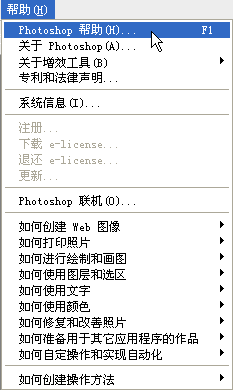 帮助(H)
Photoshop 帮助(H)... F1
关于 Photoshop(A)...
关于增效工具(B)
专利和法律声明...
系统信息(I)...
注册...
下载 e-license...
退还 e-license...
更新...
Photoshop 联机(O)...
如何创建 Web 图像
如何打印照片
如何进行绘制和画图
如何使用图层和选区
如何使用文字
如何使用颜色
如何修复和改善照片
如何准备用于其它应用程序的作品
如何自定操作和实现自动化
如何创建操作方法